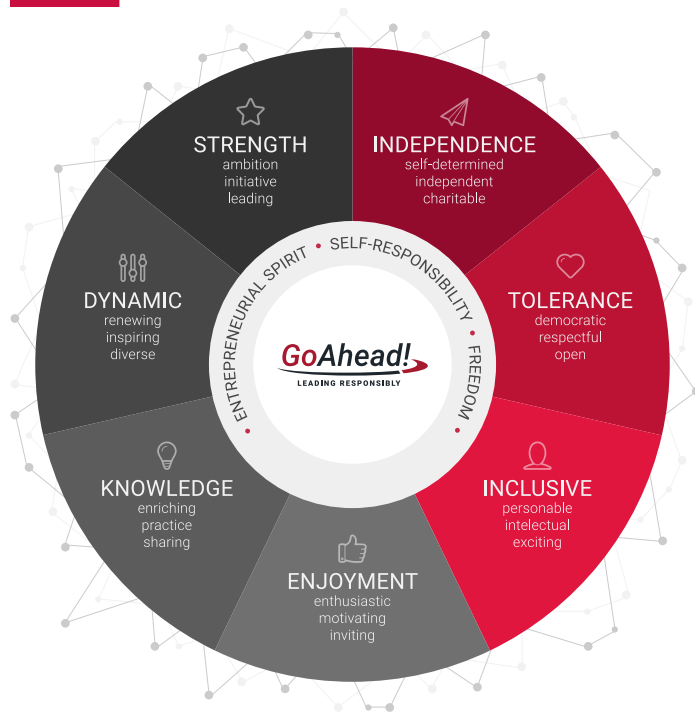 STRENGTH
ambition
initiative
leading
INDEPENDENCE
self-determined
independent
charitable
DYNAMIC
renewing
inspiring
diverse
TOLERANCE
democratic
respectful
open
• ENTREPRENEURIAL SPIRIT • SELF-RESPONSIBILITY • FREEDOM •
GoAhead!
LEADING RESPONSIBLY
KNOWLEDGE
enriching
practice
sharing
INCLUSIVE
personable
intelectual
exciting
ENJOYMENT
enthusiastic
motivating
inviting